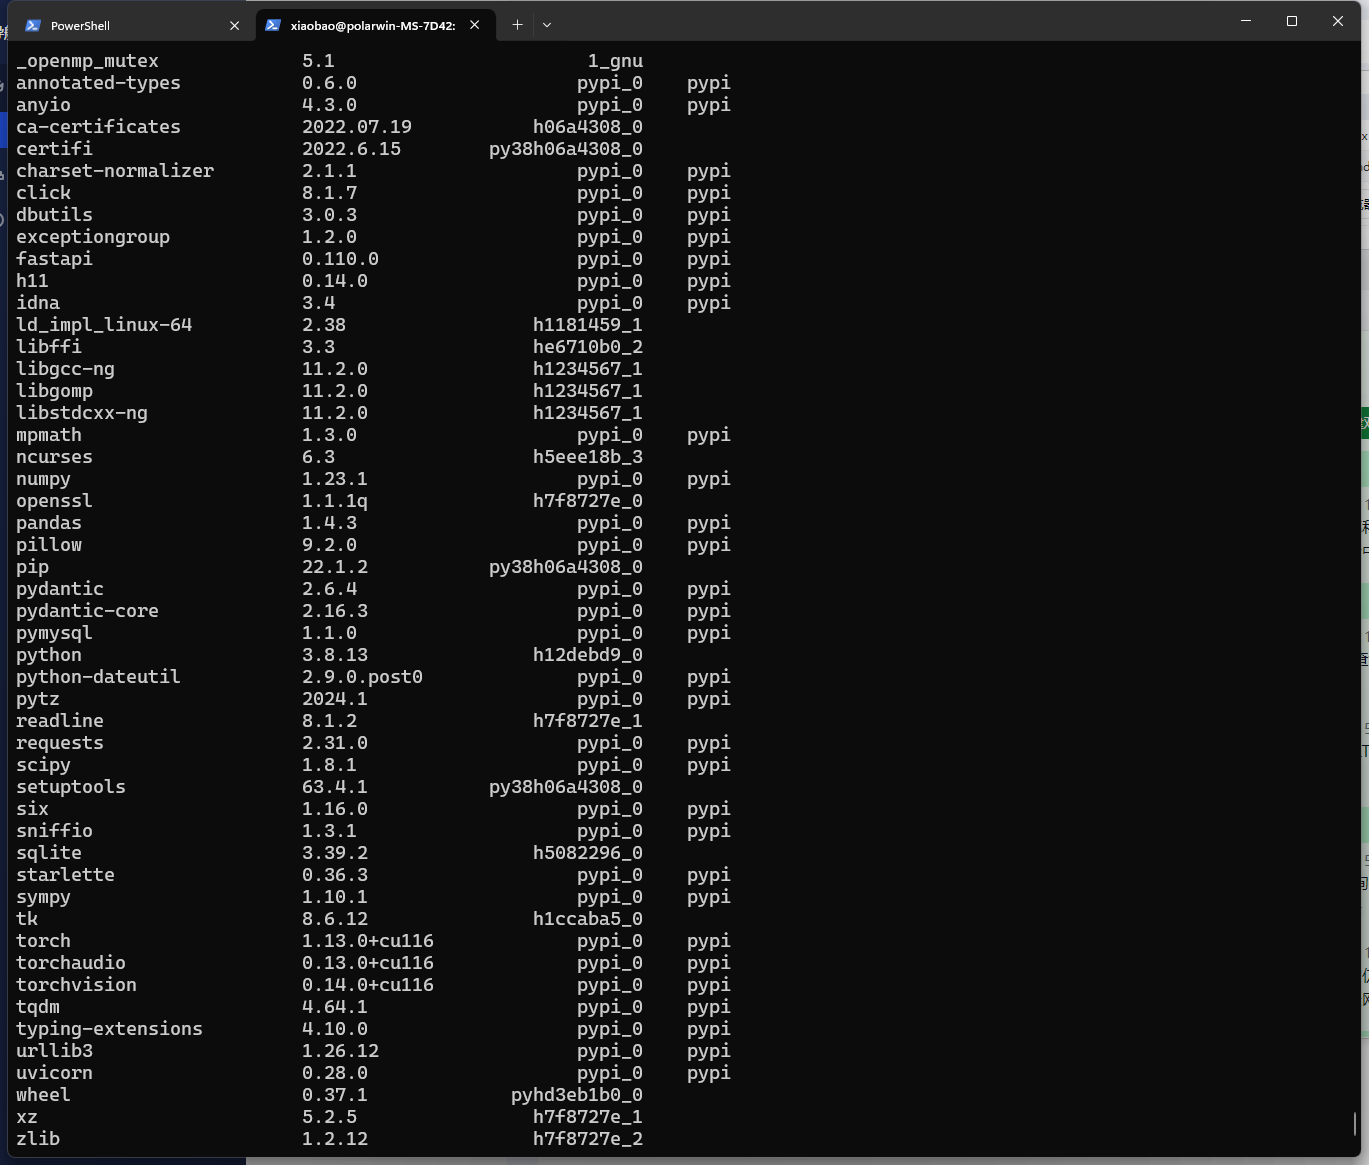 PowerShell
xiaobao@polarwin-MS-7D42:
_openmp_mutex 5.1 1_gnu
annotated-types 0.6.0 pypi_0 pypi
anyio 4.3.0 pypi_0 pypi
ca-certificates 2022.07.19 h06a4308_0
certifi 2022.6.15 py38h06a4308_0
charset-normalizer 2.1.1 pypi_0 pypi
click 8.1.7 pypi_0 pypi
dbutils 3.0.3 pypi_0 pypi
exceptiongroup 1.2.0 pypi_0 pypi
fastapi 0.110.0 pypi_0 pypi
h11 0.14.0 pypi_0 pypi
idna 3.4 pypi_0 pypi
ld_impl_linux-64 2.38 h1181459_1
libffi 3.3 he6710b0_2
libgcc-ng 11.2.0 h1234567_1
libgomp 11.2.0 h1234567_1
libstdcxx-ng 11.2.0 h1234567_1
mpmath 1.3.0 pypi_0 pypi
ncurses 6.3 h5eee18b_3
numpy 1.23.1 pypi_0 pypi
openssl 1.1.1q h7f8727e_0
pandas 1.4.3 pypi_0 pypi
pillow 9.2.0 pypi_0 pypi
pip 22.1.2 py38h06a4308_0
pydantic 2.6.4 pypi_0 pypi
pydantic-core 2.16.3 pypi_0 pypi
pymysql 1.1.0 pypi_0 pypi
python 3.8.13 h12debd9_0
python-dateutil 2.9.0.post0 pypi_0 pypi
pytz 2024.1 pypi_0 pypi
readline 8.1.2 h7f8727e_1
requests 2.31.0 pypi_0 pypi
scipy 1.8.1 pypi_0 pypi
setuptools 63.4.1 py38h06a4308_0
six 1.16.0 pypi_0 pypi
sniffio 1.3.1 pypi_0 pypi
sqlite 3.39.2 h5082296_0
starlette 0.36.3 pypi_0 pypi
sympy 1.10.1 pypi_0 pypi
tk 8.6.12 h1ccaba5_0
torch 1.13.0+cu116 pypi_0 pypi
torchaudio 0.13.0+cu116 pypi_0 pypi
torchvision 0.14.0+cu116 pypi_0 pypi
tqdm 4.64.1 pypi_0 pypi
typing-extensions 4.10.0 pypi_0 pypi
urllib3 1.26.12 pypi_0 pypi
uvicorn 0.28.0 pypi_0 pypi
wheel 0.37.1 pyhd3eb1b0_0
xz 5.2.5 h7f8727e_1
zlib 1.2.12 h7f8727e_2